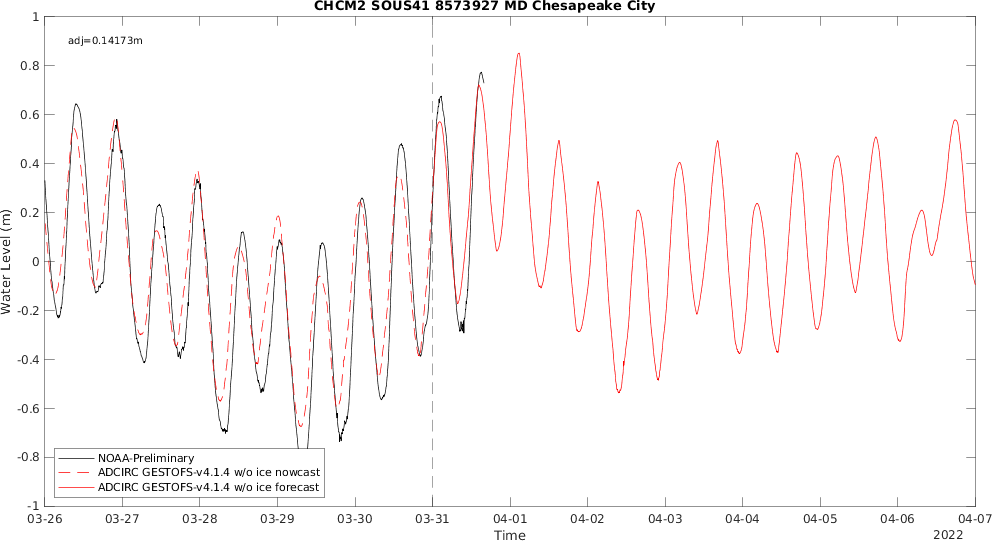 CHCM2 SOUS41 8573927 MD Chesapeake City
adj=0.14173m
1
0.8
0.6
0.4
0.2
0
-0.2
-0.4
-0.6
-0.8
-1
Water Level (m)
NOAA-Preliminary
ADCIRC GESTOFS-v4.1.4 w/o ice nowcast
ADCIRC GESTOFS-v4.1.4 w/o ice forecast
03-26 03-27 03-28 03-29 03-30 03-31 04-01 04-02 04-03 04-04 04-05 04-06 04-07
Time
2022